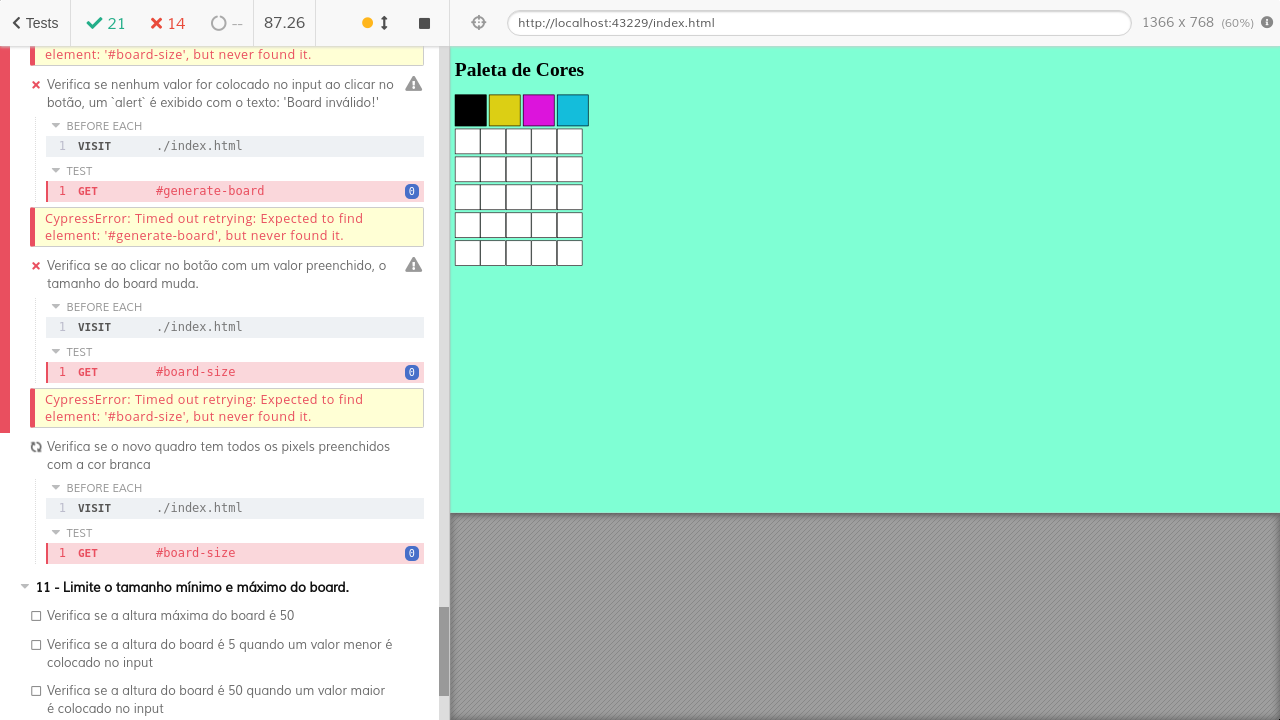 Tests
21
14
--
87.26
http://localhost:43229/index.html
1366 x 768 (60%)
element: '#board-size', but never found it.
Verifica se nenhum valor for colocado no input ao clicar no
botão, um `alert` é exibido com o texto: 'Board inválido!'
BEFORE EACH
1 VISIT ./index.html
TEST
1 GET #generate-board 0
CypressError: Timed out retrying: Expected to find
element: '#generate-board', but never found it.
Verifica se ao clicar no botão com um valor preenchido, o
tamanho do board muda.
BEFORE EACH
1 VISIT ./index.html
TEST
1 GET #board-size 0
CypressError: Timed out retrying: Expected to find
element: '#board-size', but never found it.
Verifica se o novo quadro tem todos os pixels preenchidos
com a cor branca
BEFORE EACH
1 VISIT ./index.html
TEST
1 GET #board-size 0
11 - Limite o tamanho mínimo e máximo do board.
Verifica se a altura máxima do board é 50
Verifica se a altura do board é 5 quando um valor menor é
colocado no input
Verifica se a altura do board é 50 quando um valor maior
é colocado no input
Paleta de Cores